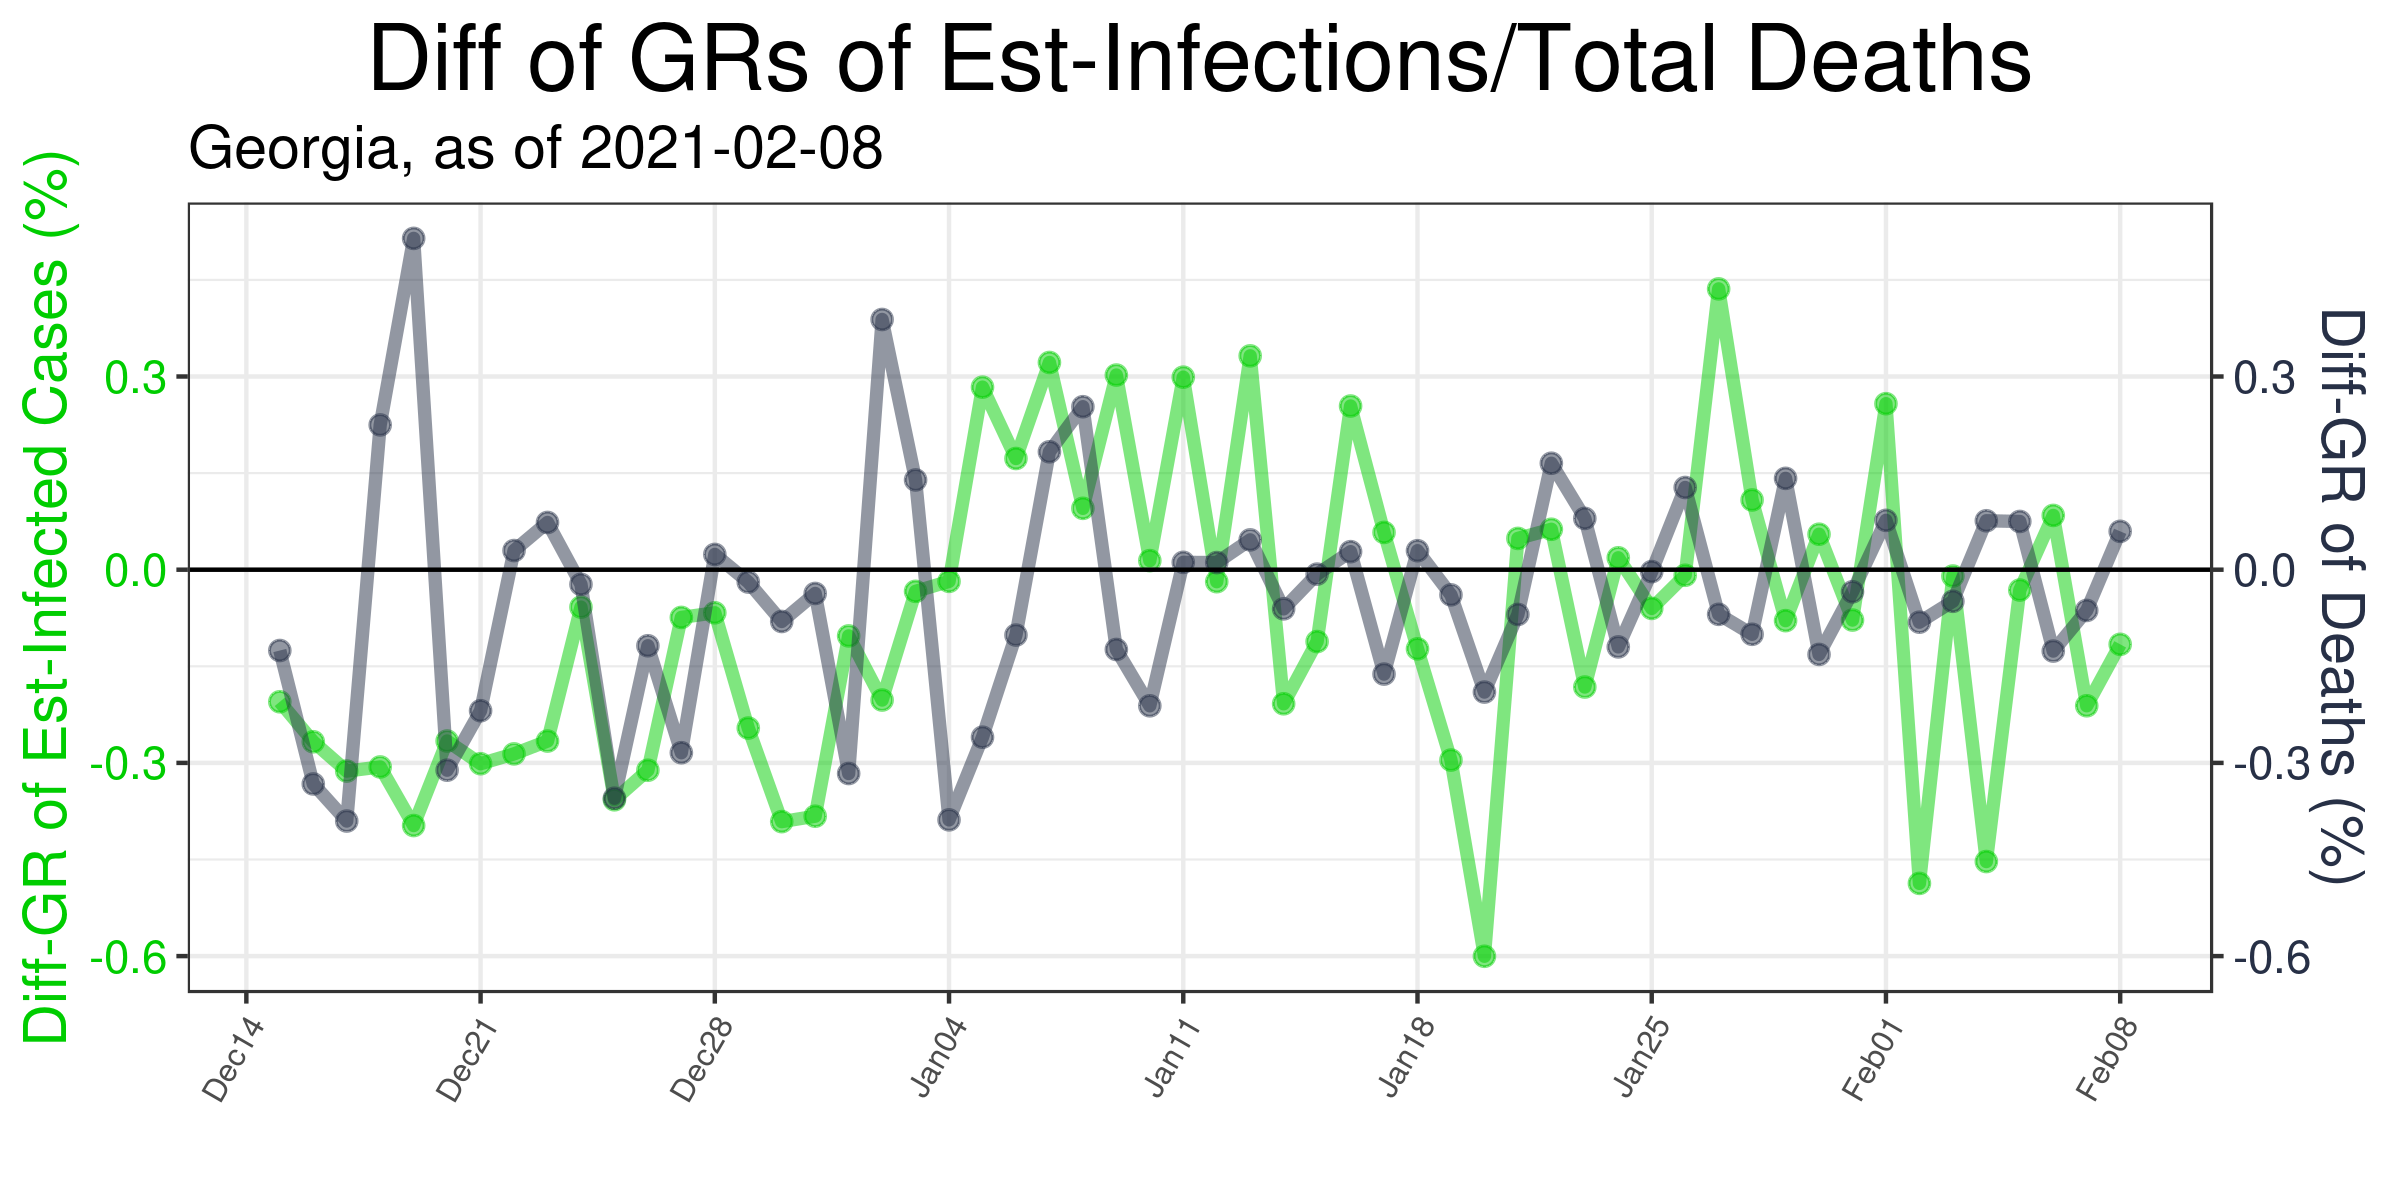 Diff of GRs of Est-Infections/Total Deaths
Georgia, as of 2021-02-08
Diff-GR of Est-Infected Cases (%)
0.3
0.0
-0.3
-0.6
0.3
0.0
-0.3
-0.6
Diff-GR of Deaths (%)
Dec14
Dec21
Dec28
Jan04
Jan11
Jan18
Jan25
Feb01
Feb08